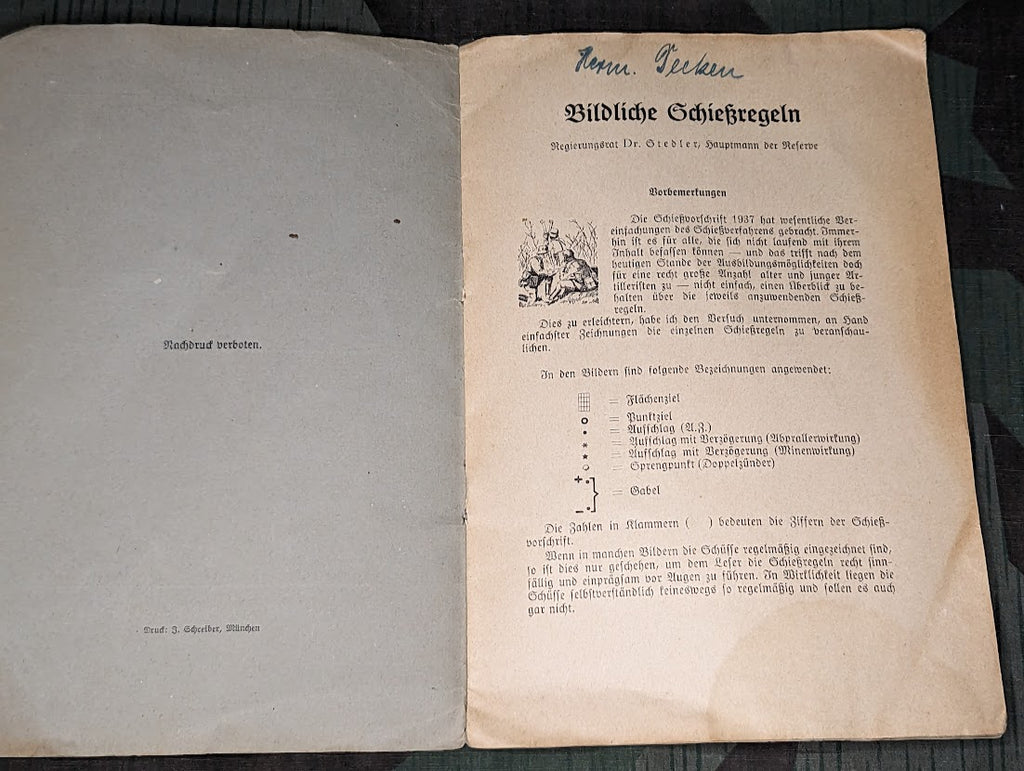 Nachdruck verboten.
Druck: J. Schreiber, München
Herm. Decken
Bildliche Schießregeln
Regierungsrat Dr. Stedler, Hauptmann der Reserve
Vorbemerkungen
Die Schießvorschrift 1937 hat wesentliche Ver-
einfachungen des Schießverfahrens gebracht. Immer-
hin ist es für alle, die sich nicht laufend mit ihrem
Inhalt befassen können — und das trifft nach dem
heutigen Stande der Ausbildungsmöglichkeiten doch
für eine recht große Anzahl alter und junger Ar-
tilleristen zu — nicht einfach, einen Überblick zu be-
halten über die jeweils anzuwendenden Schieß-
regeln.
Dies zu erleichtern, habe ich den Versuch unternommen, an Hand
einfachster Zeichnungen die einzelnen Schießregeln zu veranschau-
lichen.
In den Bildern sind folgende Bezeichnungen angewendet:
= Flächenziel
= Punktziel
= Aufschlag (A.Z.)
= Aufschlag mit Verzögerung (Abprallerwirkung)
= Aufschlag mit Verzögerung (Minenwirkung)
= Sprengpunkt (Doppelzünder)
= Gabel
Die Zahlen in Klammern ( ) bedeuten die Ziffern der Schieß-
vorschrift.
Wenn in manchen Bildern die Schüsse regelmäßig eingezeichnet sind,
so ist dies nur geschehen, um dem Leser die Schießregeln recht sinn-
fällig und einprägsam vor Augen zu führen. In Wirklichkeit liegen die
Schüsse selbstverständlich keineswegs so regelmäßig und sollen es auch
gar nicht.